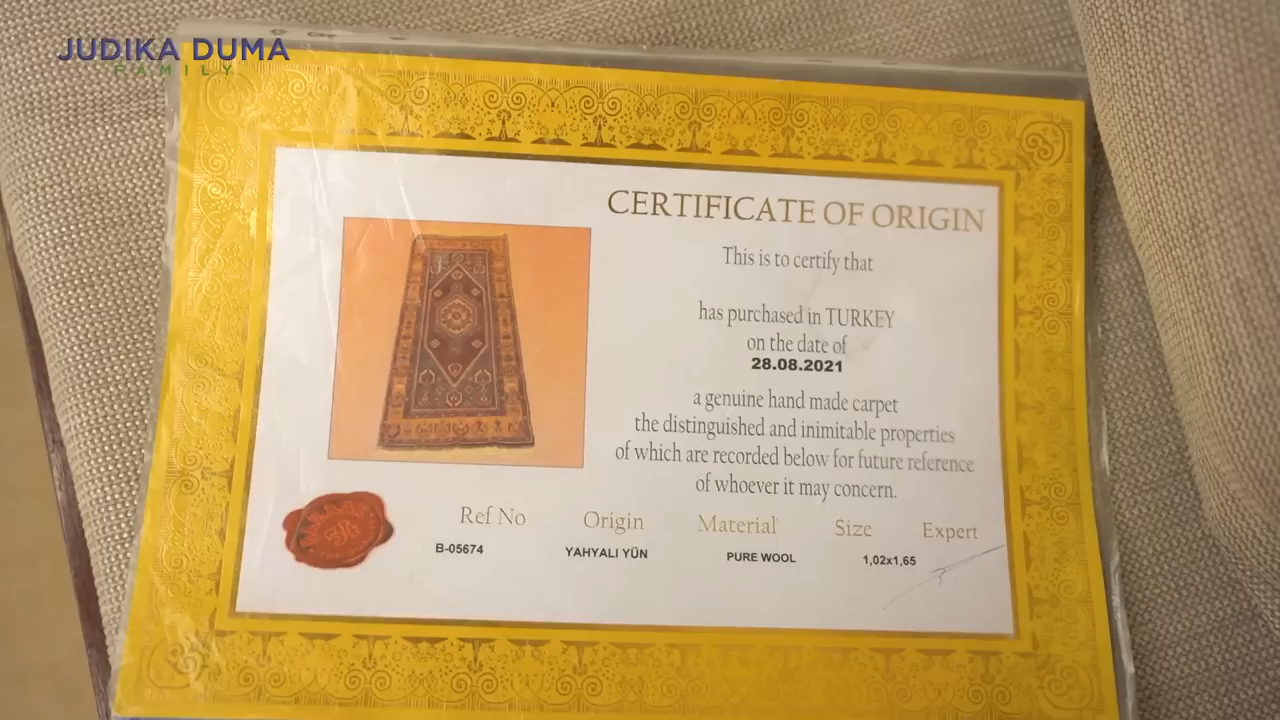 JUDIKA DUMA
FAMILY
CERTIFICATE OF ORIGIN
This is to certify that
has purchased in TURKEY
on the date of
28.08.2021
a genuine hand made carpet
the distinguished and inimitable properties
of which are recorded below for future reference
of whoever it may concern.
Ref No Origin Material Size Expert
B-05674 YAHYALI YÜN PURE WOOL 1,02x1,65